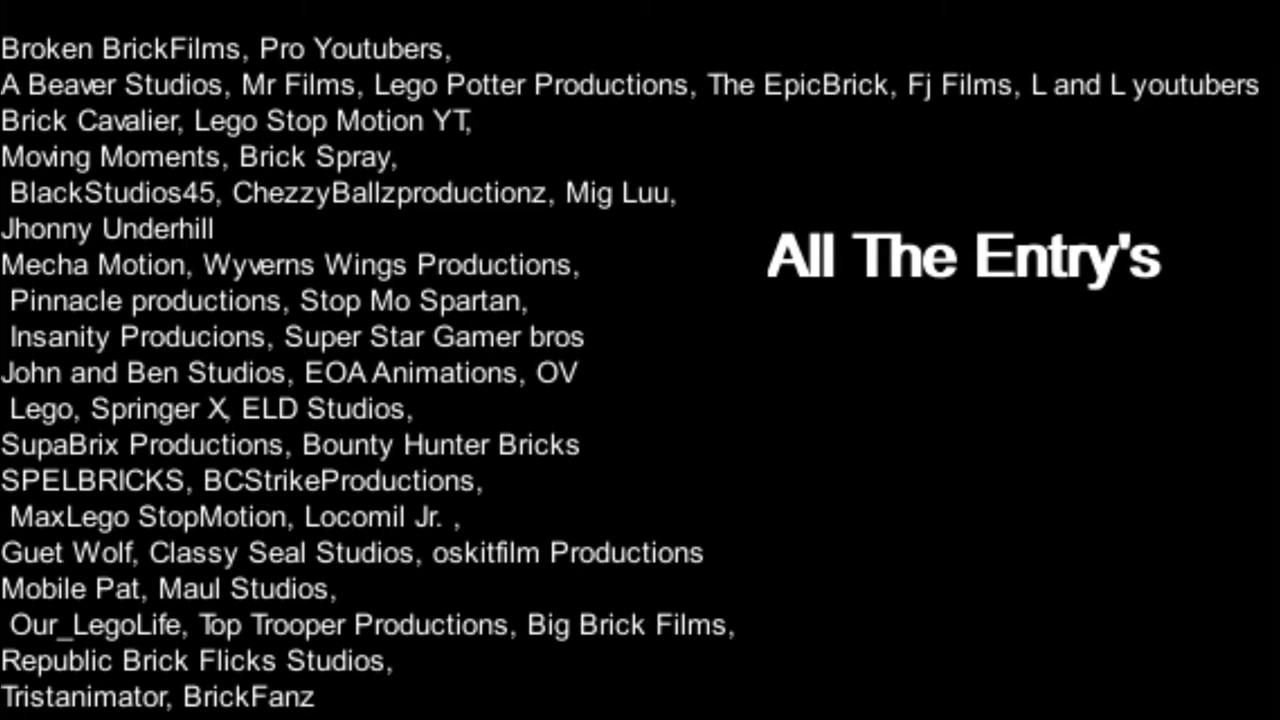 Broken BrickFilms, Pro Youtubers,
A Beaver Studios, Mr Films, Lego Potter Productions, The EpicBrick, Fj Films, L and L youtubers
Brick Cavalier, Lego Stop Motion YT,
Moving Moments, Brick Spray,
BlackStudios45, ChezzyBallzproductionz, Mig Luu,
Jhonny Underhill
Mecha Motion, Wyverns Wings Productions,
Pinnacle productions, Stop Mo Spartan,
Insanity Producions, Super Star Gamer bros
John and Ben Studios, EOA Animations, OV
Lego, Springer X, ELD Studios,
SupaBrix Productions, Bounty Hunter Bricks
SPELBRICKS, BCStrikeProductions,
MaxLego StopMotion, Locomil Jr. ,
Guet Wolf, Classy Seal Studios, oskitfilm Productions
Mobile Pat, Maul Studios,
Our_LegoLife, Top Trooper Productions, Big Brick Films,
Republic Brick Flicks Studios,
Tristanimator, BrickFanz
All The Entry's